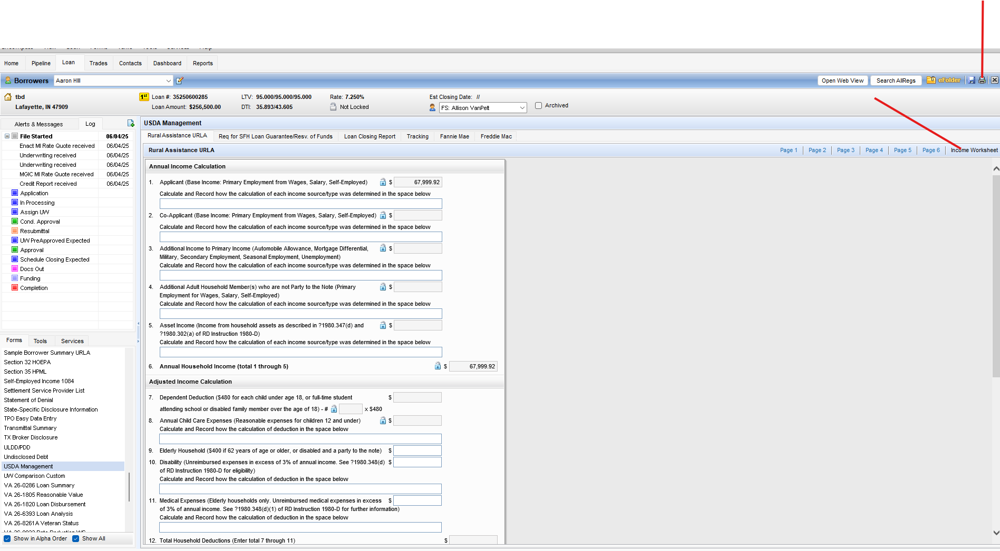 Home Pipeline Loan Trades Contacts Dashboard Reports
Borrowers Aaron HIll Open Web View Search AllRegs eFolder
tbd 1st Loan #: 35250600285 LTV: 95.000/95.000/95.000 Rate: 7.250% Est Closing Date: //
Lafayette, IN 47909 Loan Amount: $256,500.00 DTI: 35.893/43.605 Not Locked FS: Allison VanPelt Archived
Alerts & Messages Log
File Started 06/04/25
Enact MI Rate Quote received 06/04/25
Underwriting received 06/04/25
Underwriting received 06/04/25
MGIC MI Rate Quote received 06/04/25
Credit Report received 06/04/25
Application
In Processing
Assign UW
Cond. Approval
Resubmittal
UW PreApproved Expected
Approval
Schedule Closing Expected
Docs Out
Funding
Completion
Forms Tools Services
Sample Borrower Summary URLA
Section 32 HOEPA
Section 35 HPML
Self-Employed Income 1084
Settlement Service Provider List
Statement of Denial
State-Specific Disclosure Information
TPO Easy Data Entry
Transmittal Summary
TX Broker Disclosure
ULDD/PDD
Undisclosed Debt
USDA Management
UW Comparison Custom
VA 26-0286 Loan Summary
VA 26-1805 Reasonable Value
VA 26-1820 Loan Disbursement
VA 26-6393 Loan Analysis
VA 26-8261A Veteran Status
Show in Alpha Order Show All
USDA Management
Rural Assistance URLA Req for SFH Loan Guarantee/Resv. of Funds Loan Closing Report Tracking Fannie Mae Freddie Mac
Rural Assistance URLA Page 1 Page 2 Page 3 Page 4 Page 5 Page 6 Income Worksheet
Annual Income Calculation
1. Applicant (Base Income: Primary Employment from Wages, Salary, Self-Employed) $ 67,999.92
Calculate and Record how the calculation of each income source/type was determined in the space below
2. Co-Applicant (Base Income: Primary Employment from Wages, Salary, Self-Employed) $
Calculate and Record how the calculation of each income source/type was determined in the space below
3. Additional Income to Primary Income (Automobile Allowance, Mortgage Differential, $
Military, Secondary Employment, Seasonal Employment, Unemployment)
Calculate and Record how the calculation of each income source/type was determined in the space below
4. Additional Adult Household Member(s) who are not Party to the Note (Primary $
Employment for Wages, Salary, Self-Employed)
Calculate and Record how the calculation of each income source/type was determined in the space below
5. Asset Income (Income from household assets as described in ?1980.347(d) and $
?1980.302(a) of RD Instruction 1980-D)
Calculate and Record how the calculation of each income source/type was determined in the space below
6. Annual Household Income (total 1 through 5) $ 67,999.92
Adjusted Income Calculation
7. Dependent Deduction ($480 for each child under age 18, or full-time student $
attending school or disabled family member over the age of 18) - # x $480
8. Annual Child Care Expenses (Reasonable expenses for children 12 and under) $
Calculate and Record how the calculation of deduction in the space below
9. Elderly Household ($400 if 62 years of age or older, or disabled and a party to the note) $
10. Disability (Unreimbursed expenses in excess of 3% of annual income. See ?1980.348(d) $
of RD Instruction 1980-D for eligibility)
Calculate and Record how the calculation of deduction in the space below
11. Medical Expenses (Elderly households only. Unreimbursed medical expenses in excess $
of 3% of annual income. See ?1980.348(d)(1) of RD Instruction 1980-D for further information)
Calculate and Record how the calculation of deduction in the space below
12. Total Household Deductions (Enter total 7 through 11) $